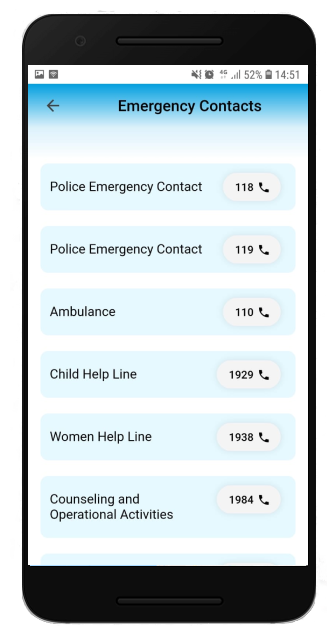 4G 52% 14:51
Emergency Contacts
Police Emergency Contact 118
Police Emergency Contact 119
Ambulance 110
Child Help Line 1929
Women Help Line 1938
Counseling and 1984
Operational Activities